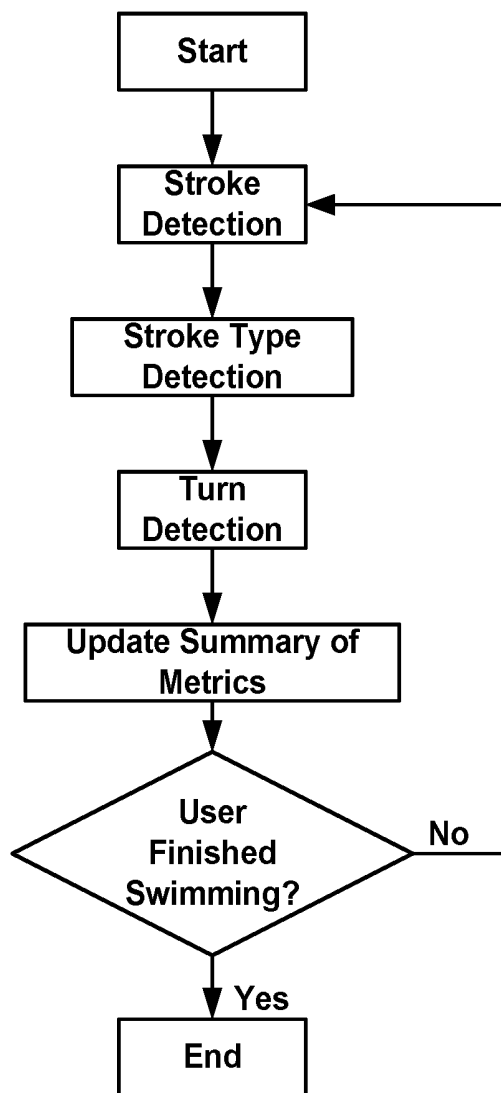 Start
Stroke
Detection
Stroke Type
Detection
Turn
Detection
Update Summary of
Metrics
User
Finished
Swimming?
No
Yes
End